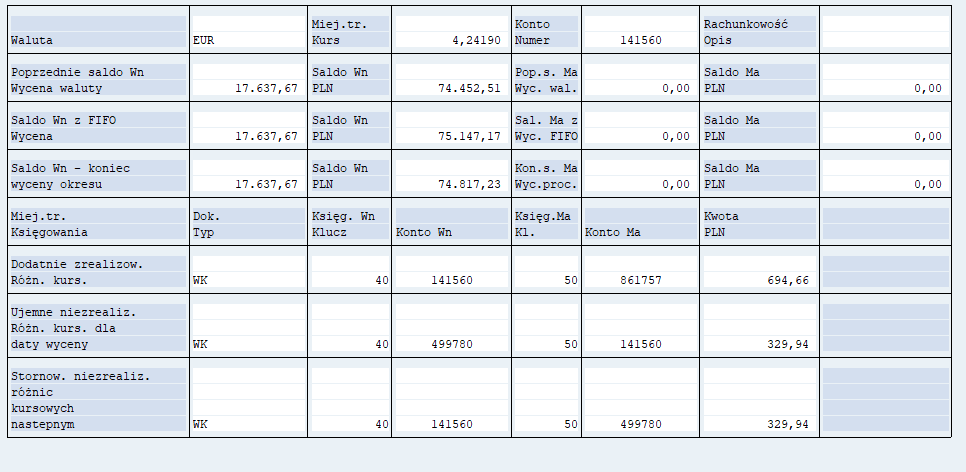 Miej.tr. Konto Rachunkowość
Waluta EUR Kurs 4,24190 Numer 141560 Opis
Poprzednie saldo Wn Saldo Wn Pop.s. Ma Saldo Ma
Wycena waluty 17.637,67 PLN 74.452,51 Wyc. wal. 0,00 PLN 0,00
Saldo Wn z FIFO Saldo Wn Sal. Ma z Saldo Ma
Wycena 17.637,67 PLN 75.147,17 Wyc. FIFO 0,00 PLN 0,00
Saldo Wn - koniec Saldo Wn Kon.s. Ma Saldo Ma
wyceny okresu 17.637,67 PLN 74.817,23 Wyc.proc. 0,00 PLN 0,00
Miej.tr. Dok. Księg. Wn Księg.Ma Kwota
Księgowania Typ Klucz Konto Wn Kl. Konto Ma PLN
Dodatnie zrealizow.
Różn. kurs. WK 40 141560 50 861757 694,66
Ujemne niezrealiz.
Różn. kurs. dla
daty wyceny WK 40 499780 50 141560 329,94
Stornow. niezrealiz.
różnic
kursowych
nastepnym WK 40 141560 50 499780 329,94